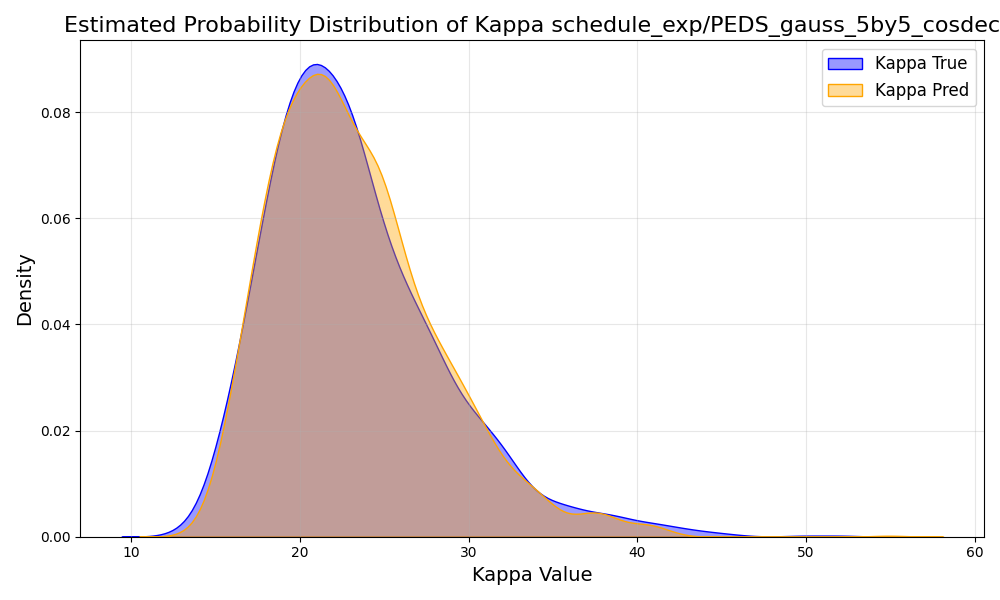 Estimated Probability Distribution of Kappa schedule_exp/PEDS_gauss_5by5_cosdec
Kappa True
Kappa Pred
Density
0.08
0.06
0.04
0.02
0.00
10 20 30 40 50 60
Kappa Value